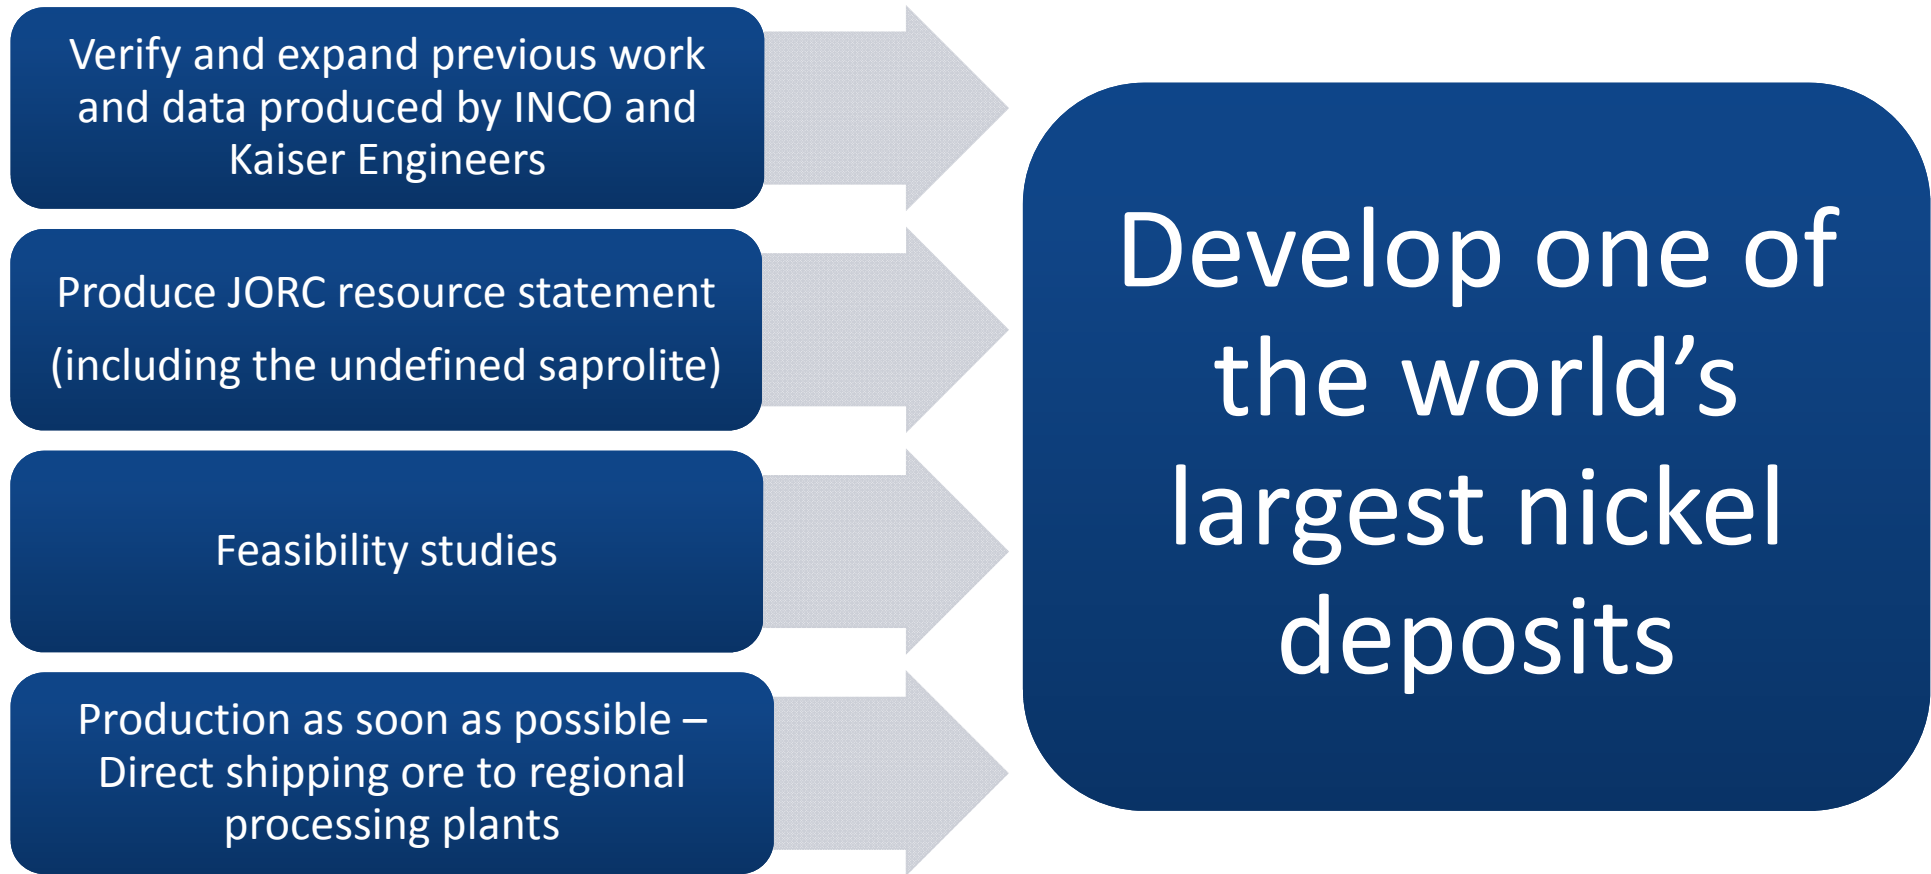 Verify and expand previous work
and data produced by INCO and
Kaiser Engineers
Produce JORC resource statement
(including the undefined saprolite)
Feasibility studies
Production as soon as possible –
Direct shipping ore to regional
processing plants
Develop one of
the world’s
largest nickel
deposits